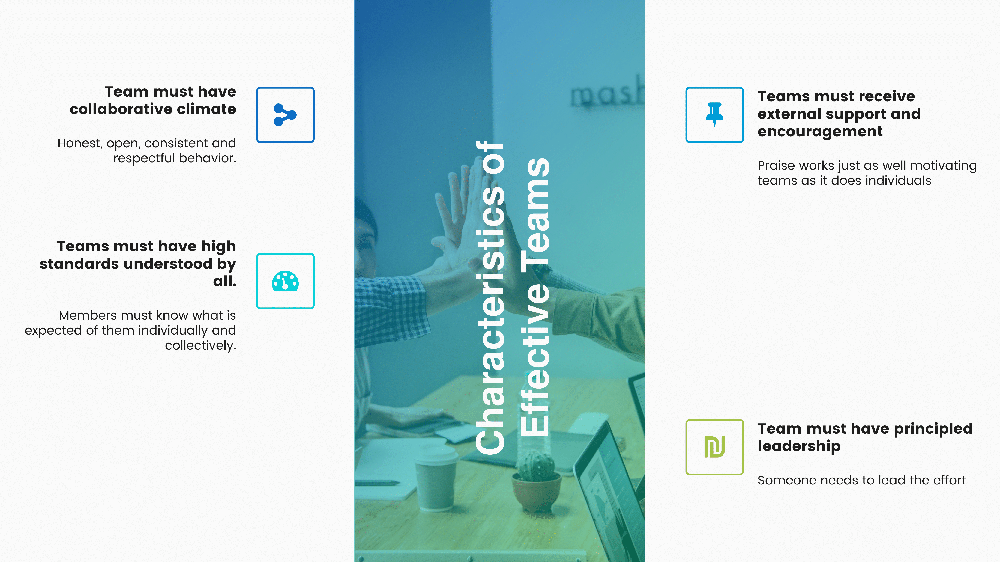 Team must have
collaborative climate
Honest, open, consistent and
respectful behavior.
Teams must have high
standards understood by
all.
Members must know what is
expected of them individually and
collectively.
Characteristics of
Effective Teams
mash
Teams must receive
external support and
encouragement
Praise works just as well motivating
teams as it does individuals
Team must have principled
leadership
Someone needs to lead the effort